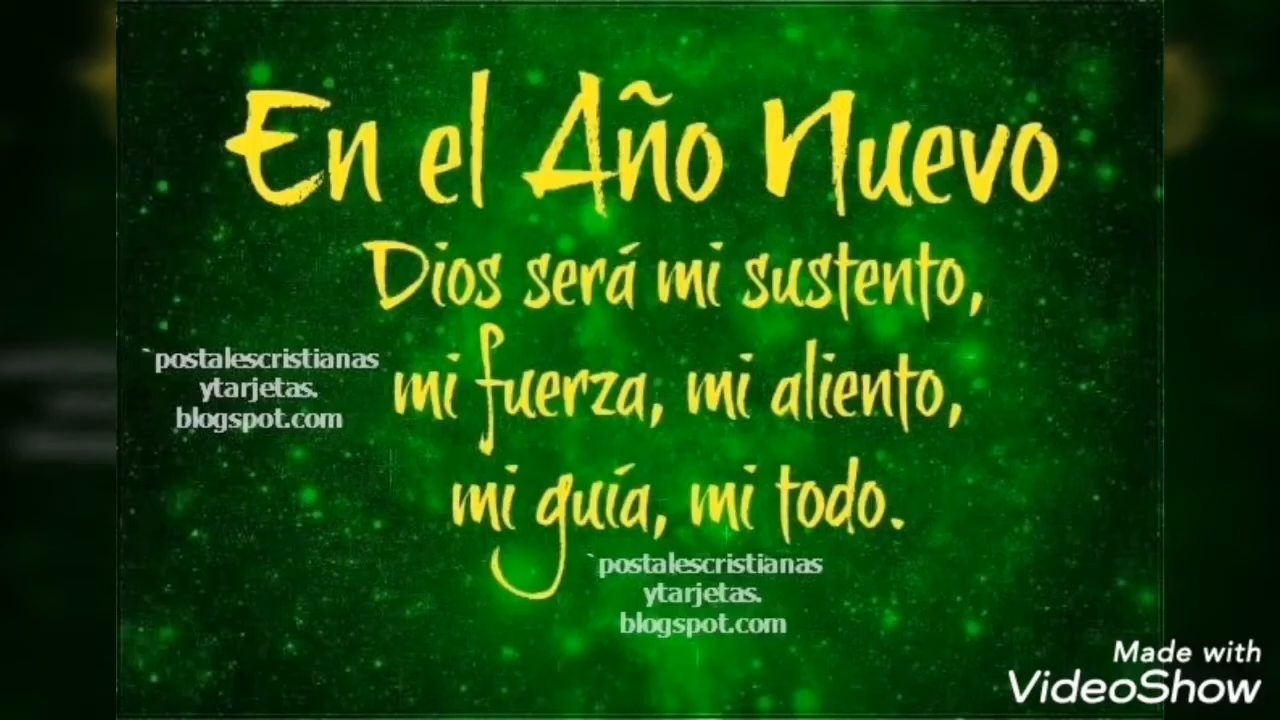 En el Año Nuevo
Dios será mi sustento,
mi fuerza, mi aliento,
mi guía, mi todo.
`postalescristianas
ytarjetas.
blogspot.com
`postalescristianas
ytarjetas.
blogspot.com
Made with
VideoShow